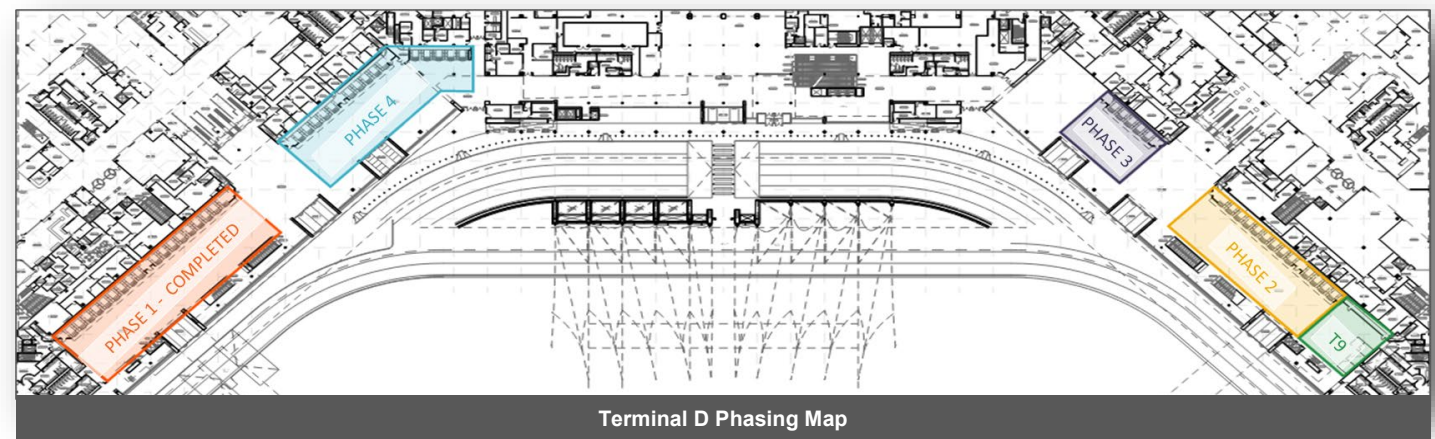 PHASE 4
PHASE 3
PHASE 1 - COMPLETED
PHASE 2
T9
Terminal D Phasing Map